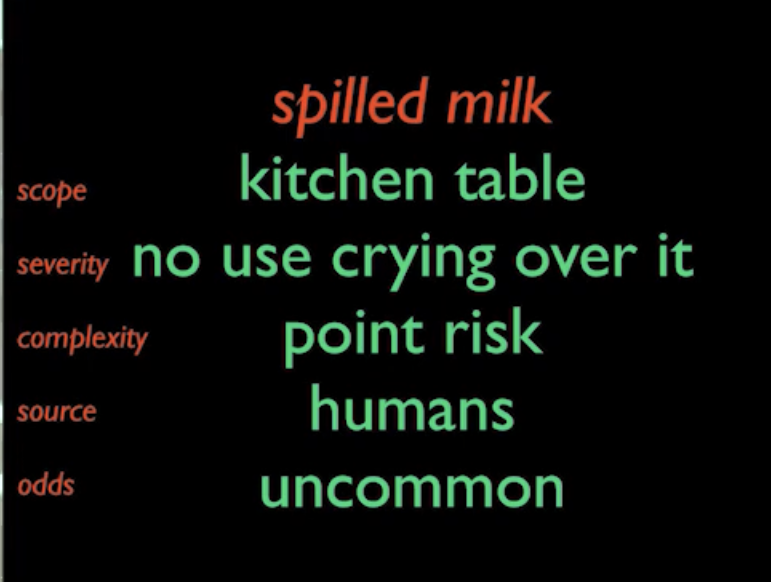 spilled milk
scope kitchen table
severity no use crying over it
complexity point risk
source humans
odds uncommon